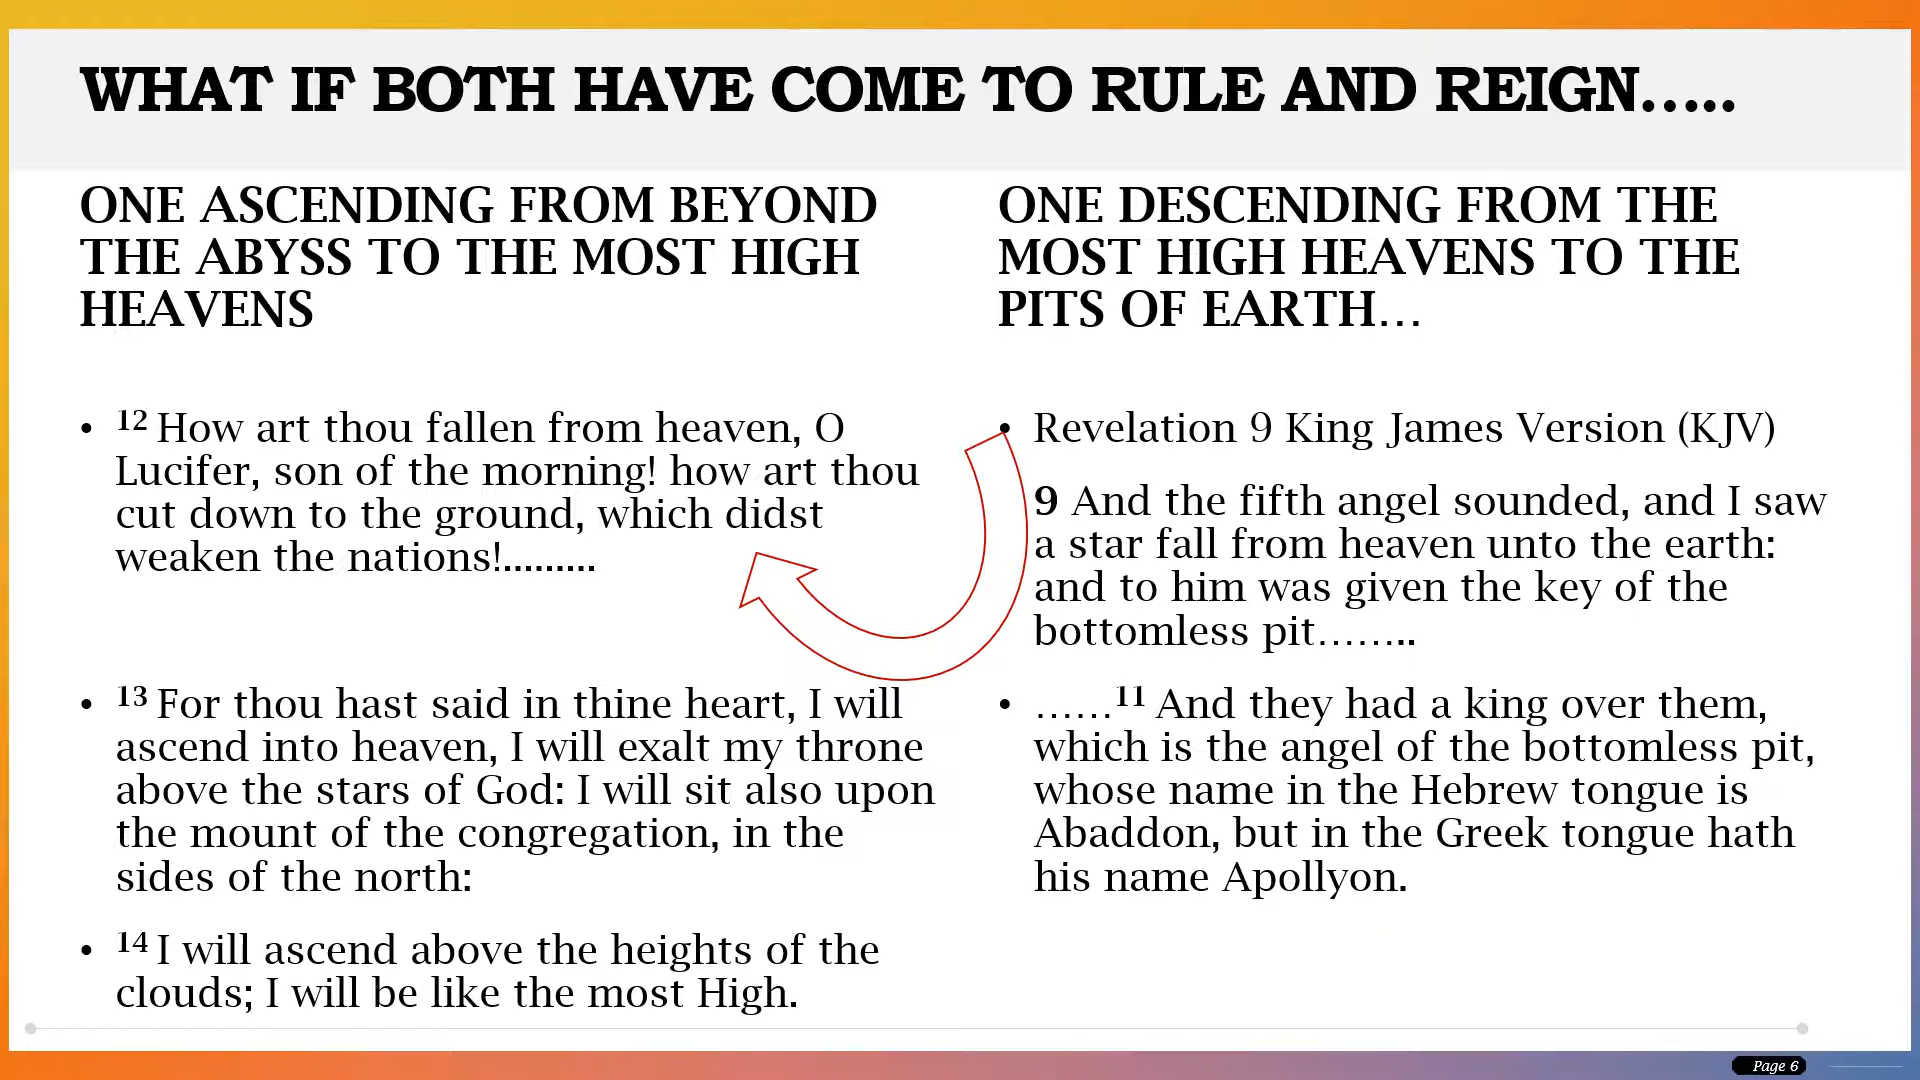 WHAT IF BOTH HAVE COME TO RULE AND REIGN.....
ONE ASCENDING FROM BEYOND
THE ABYSS TO THE MOST HIGH
HEAVENS
• 12 How art thou fallen from heaven, O
Lucifer, son of the morning! how art thou
cut down to the ground, which didst
weaken the nations!.........
• 13 For thou hast said in thine heart, I will
ascend into heaven, I will exalt my throne
above the stars of God: I will sit also upon
the mount of the congregation, in the
sides of the north:
• 14 I will ascend above the heights of the
clouds; I will be like the most High.
ONE DESCENDING FROM THE
MOST HIGH HEAVENS TO THE
PITS OF EARTH…
• Revelation 9 King James Version (KJV)
9 And the fifth angel sounded, and I saw
a star fall from heaven unto the earth:
and to him was given the key of the
bottomless pit……..
• ……11 And they had a king over them,
which is the angel of the bottomless pit,
whose name in the Hebrew tongue is
Abaddon, but in the Greek tongue hath
his name Apollyon.
Page 6